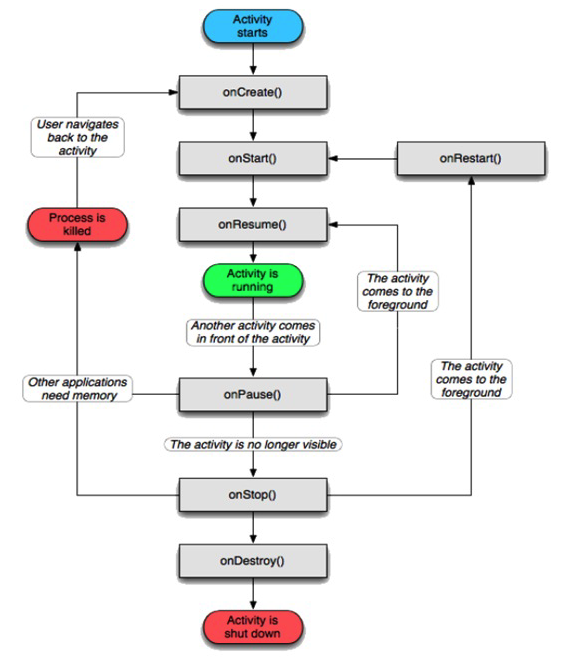 Activity
starts
onCreate()
User navigates
back to the
activity
onStart()
onRestart()
Process is
killed
onResume()
Activity is
running
The activity
comes to the
foreground
Another activity comes
in front of the activity
The activity
comes to the
foreground
Other applications
need memory
onPause()
The activity is no longer visible
onStop()
onDestroy()
Activity is
shut down